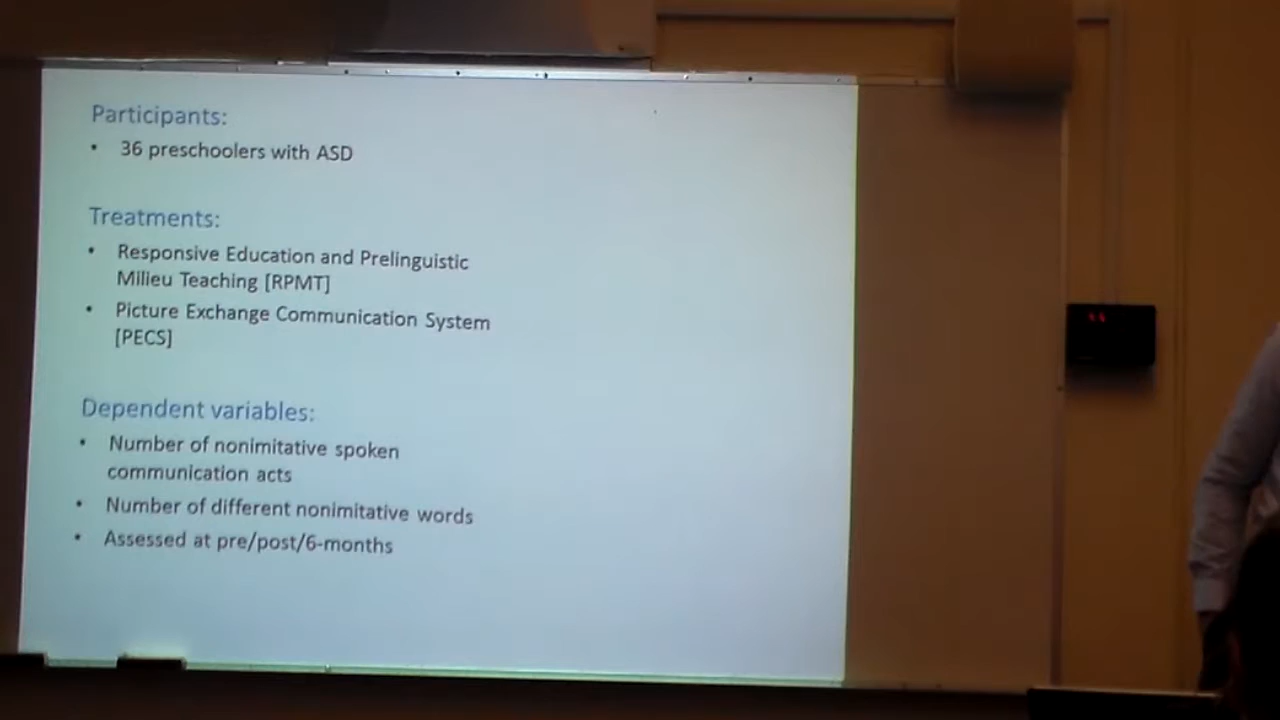 Participants:
• 36 preschoolers with ASD
Treatments:
• Responsive Education and Prelinguistic
Milieu Teaching [RPMT]
• Picture Exchange Communication System
[PECS]
Dependent variables:
• Number of nonimitative spoken
communication acts
• Number of different nonimitative words
• Assessed at pre/post/6-months